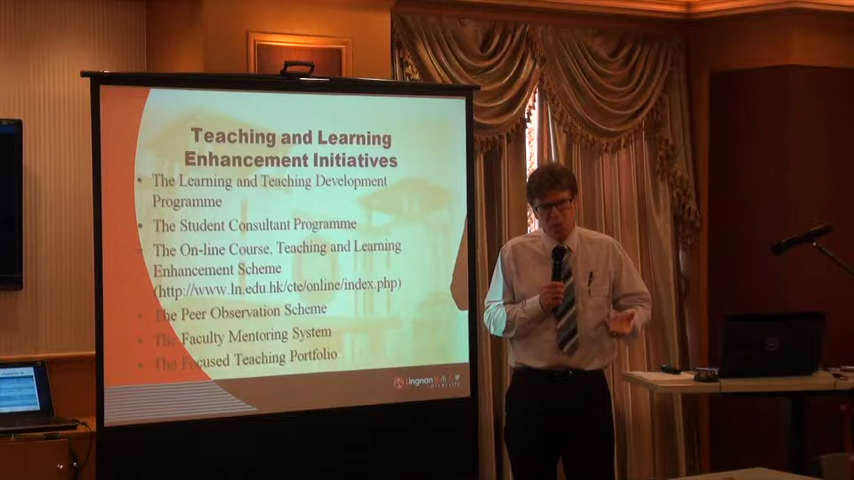 Teaching and Learning
Enhancement Initiatives
• The Learning and Teaching Development
Programme
• The Student Consultant Programme
• The On-line Course, Teaching and Learning
Enhancement Scheme
(http://www.ln.edu.hk/cte/online/index.php)
• The Peer Observation Scheme
• The Faculty Mentoring System
• The Focused Teaching Portfolio
Lingnan
University